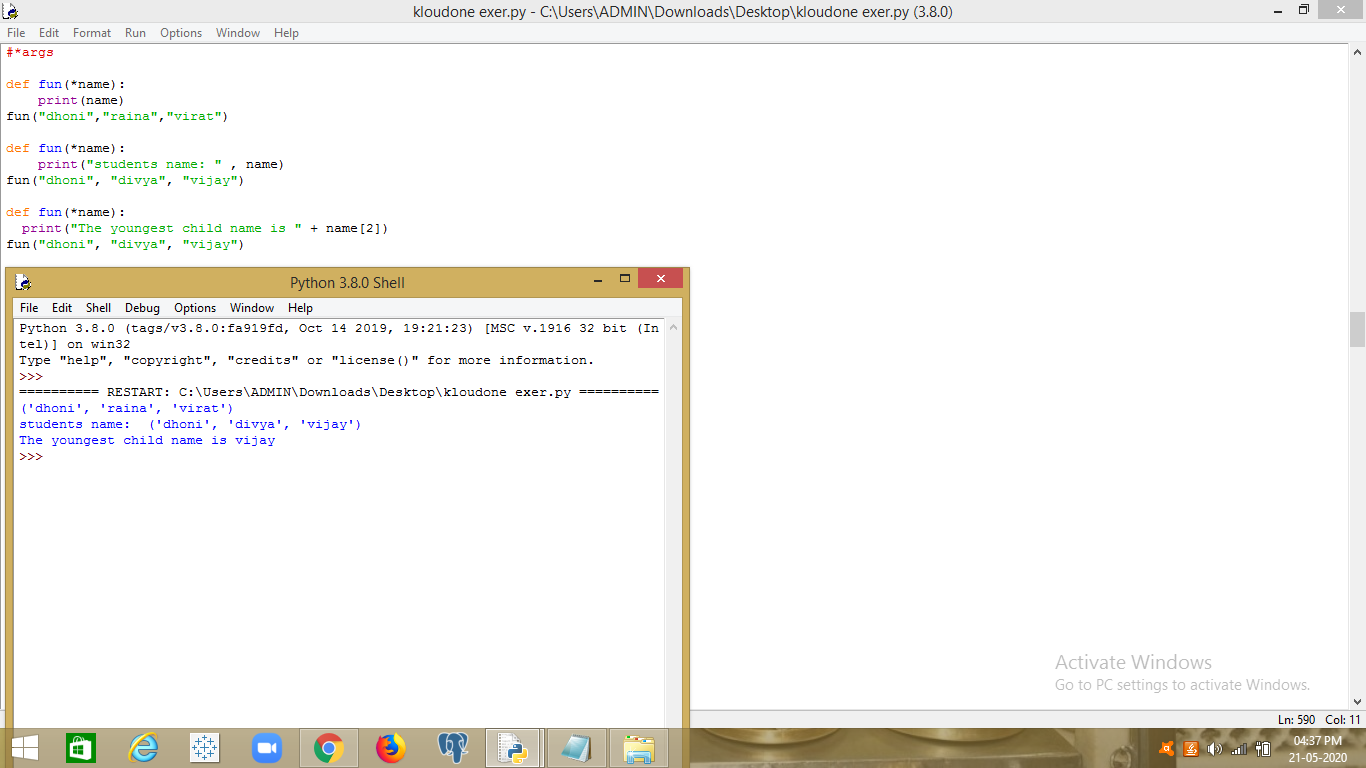 kloudone exer.py - C:\Users\ADMIN\Downloads\Desktop\kloudone exer.py (3.8.0)
File Edit Format Run Options Window Help
#*args
def fun(*name):
    print(name)
fun("dhoni","raina","virat")
def fun(*name):
    print("students name: " , name)
fun("dhoni", "divya", "vijay")
def fun(*name):
  print("The youngest child name is " + name[2])
fun("dhoni", "divya", "vijay")
Python 3.8.0 Shell
File Edit Shell Debug Options Window Help
Python 3.8.0 (tags/v3.8.0:fa919fd, Oct 14 2019, 19:21:23) [MSC v.1916 32 bit (In
tel)] on win32
Type "help", "copyright", "credits" or "license()" for more information.
>>>
========== RESTART: C:\Users\ADMIN\Downloads\Desktop\kloudone exer.py ==========
('dhoni', 'raina', 'virat')
students name:  ('dhoni', 'divya', 'vijay')
The youngest child name is vijay
>>>
Activate Windows
Go to PC settings to activate Windows.
Ln: 590 Col: 11
04:37 PM
21-05-2020